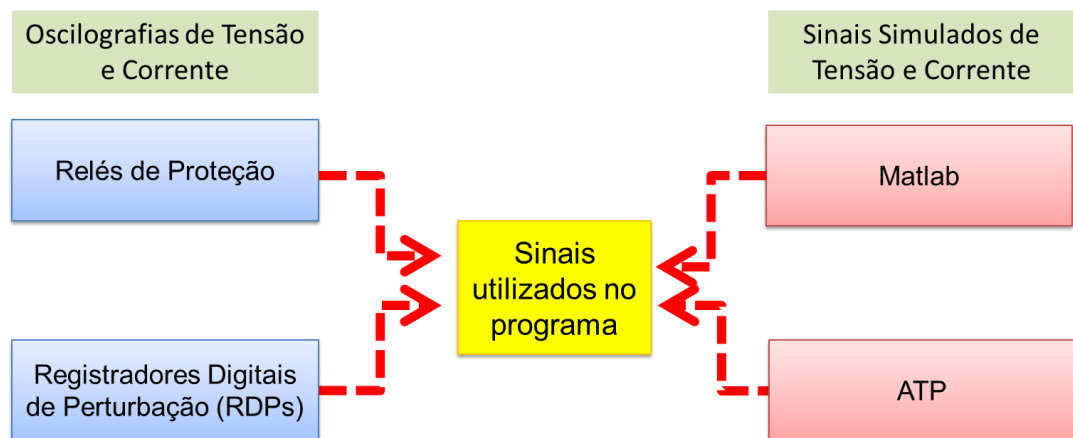 Oscilografias de Tensão
e Corrente
Sinais Simulados de
Tensão e Corrente
Relés de Proteção
Matlab
Sinais
utilizados no
programa
Registradores Digitais
de Perturbação (RDPs)
ATP